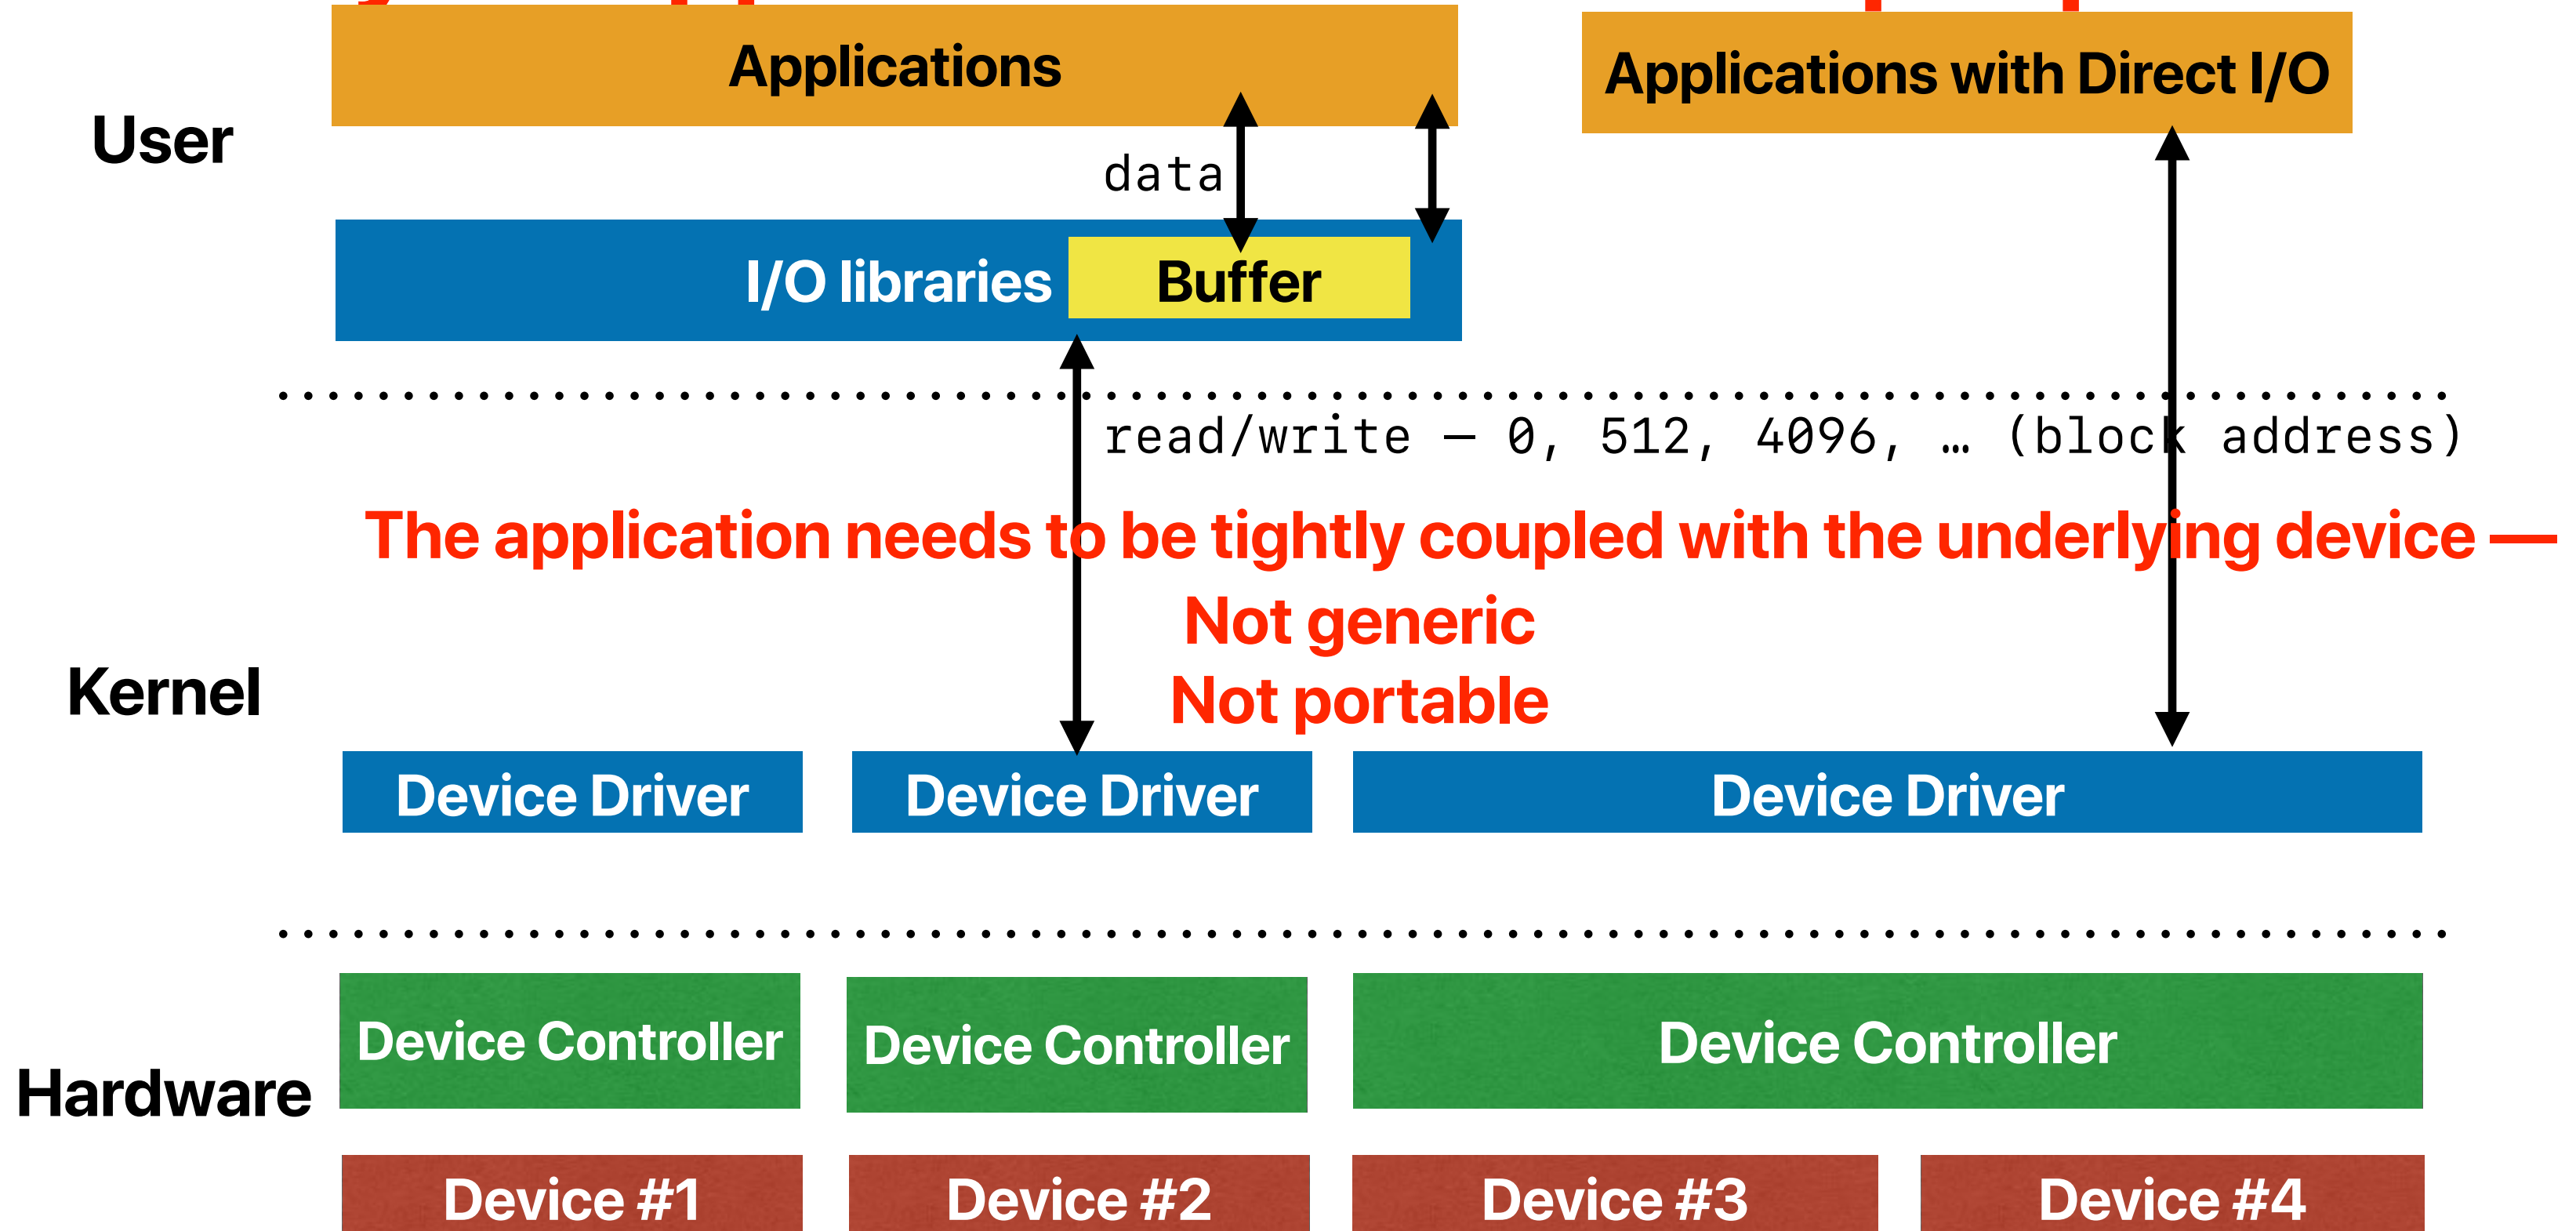 Applications
Applications with Direct I/O
User
data
I/O libraries
Buffer
read/write — 0, 512, 4096, … (block address)
The application needs to be tightly coupled with the underlying device —
Not generic
Not portable
Kernel
Device Driver
Device Driver
Device Driver
Device Controller
Device Controller
Device Controller
Hardware
Device #1
Device #2
Device #3
Device #4